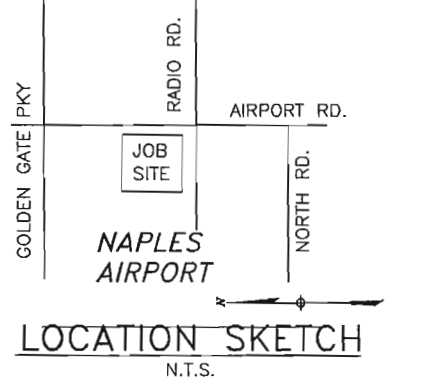 RADIO RD.
GOLDEN GATE PKY
AIRPORT RD.
JOB
SITE
NORTH RD.
NAPLES
AIRPORT
N
LOCATION SKETCH
N.T.S.